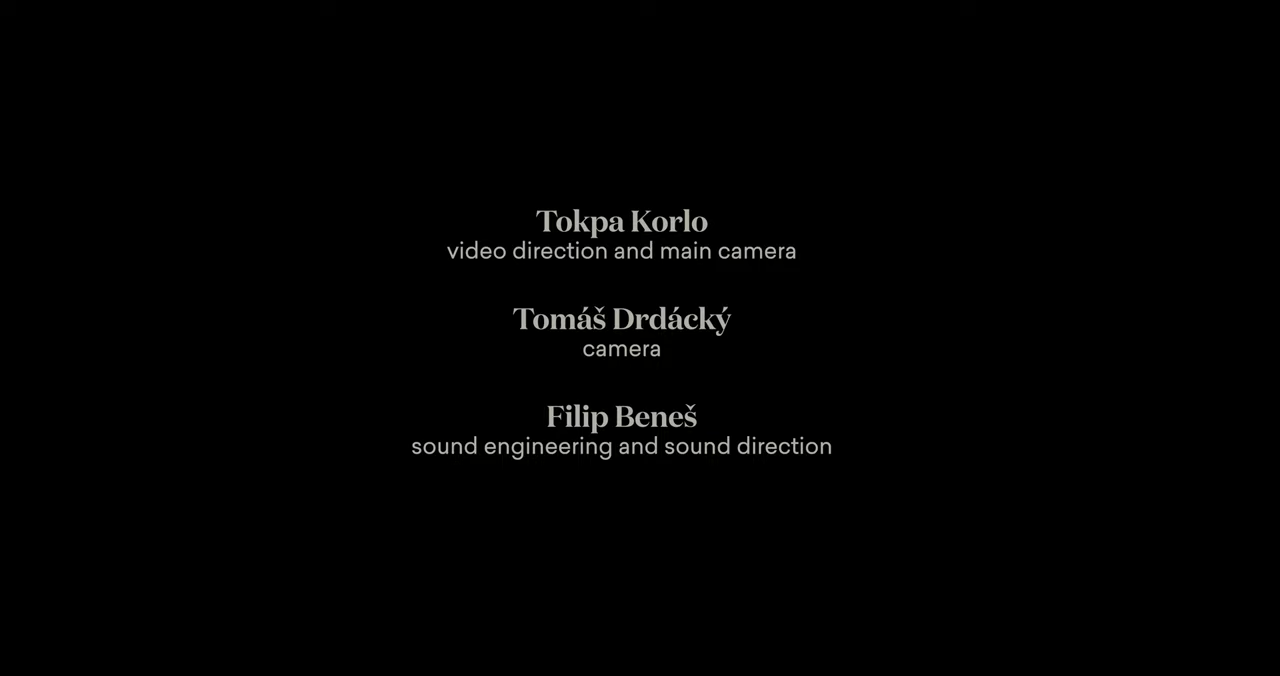 Tokpa Korlo
video direction and main camera
Tomáš Drdácký
camera
Filip Beneš
sound engineering and sound direction